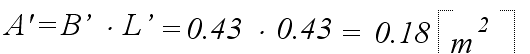 A'=B’ · L’ = 0.43 · 0.43 = 0.18 m²